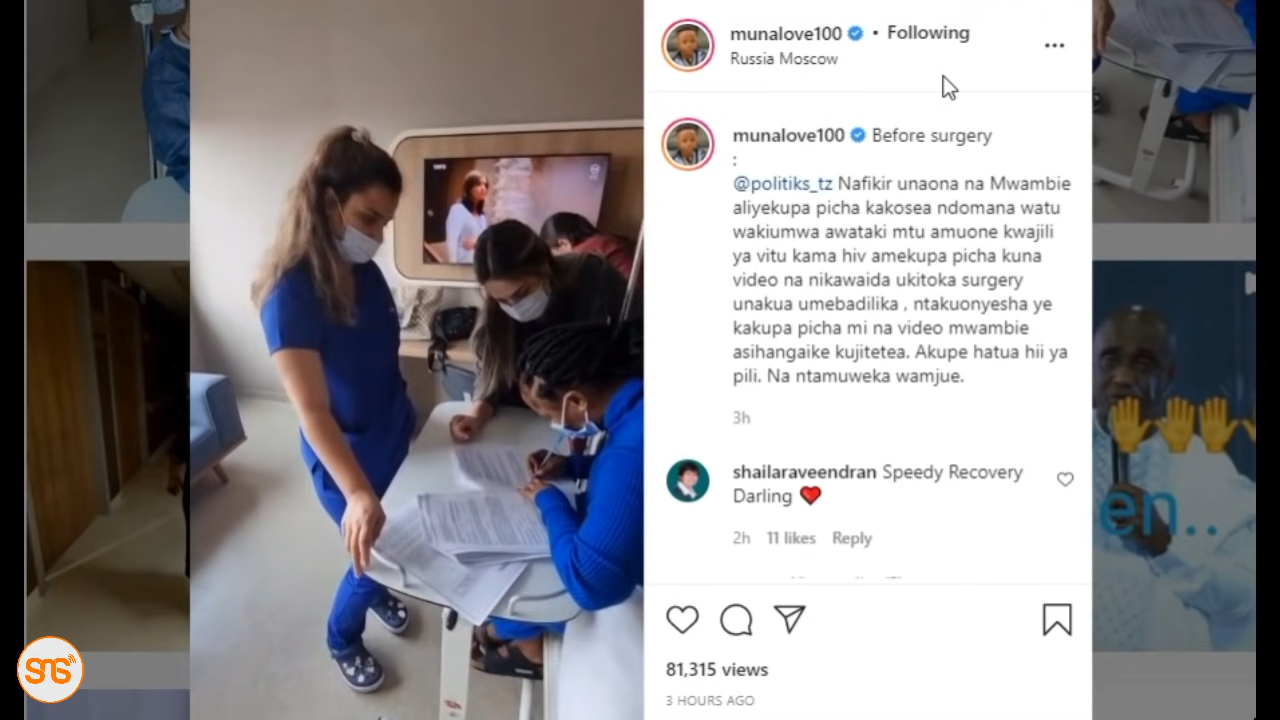 munalove100 • Following
Russia Moscow
munalove100 Before surgery
:
@politiks_tz Nafikir unaona na Mwambie
aliyekupa picha kakosea ndomana watu
wakiumwa awataki mtu amuone kwajili
ya vitu kama hiv amekupa picha kuna
video na nikawaida ukitoka surgery
unakua umebadilika , ntakuonyesha ye
kakupa picha mi na video mwambie
asihangaike kujitetea. Akupe hatua hii ya
pili. Na ntamuweka wamjue.
3h
shailaraveendran Speedy Recovery
Darling ❤️
2h 11 likes Reply
81,315 views
3 HOURS AGO
en..
SNS